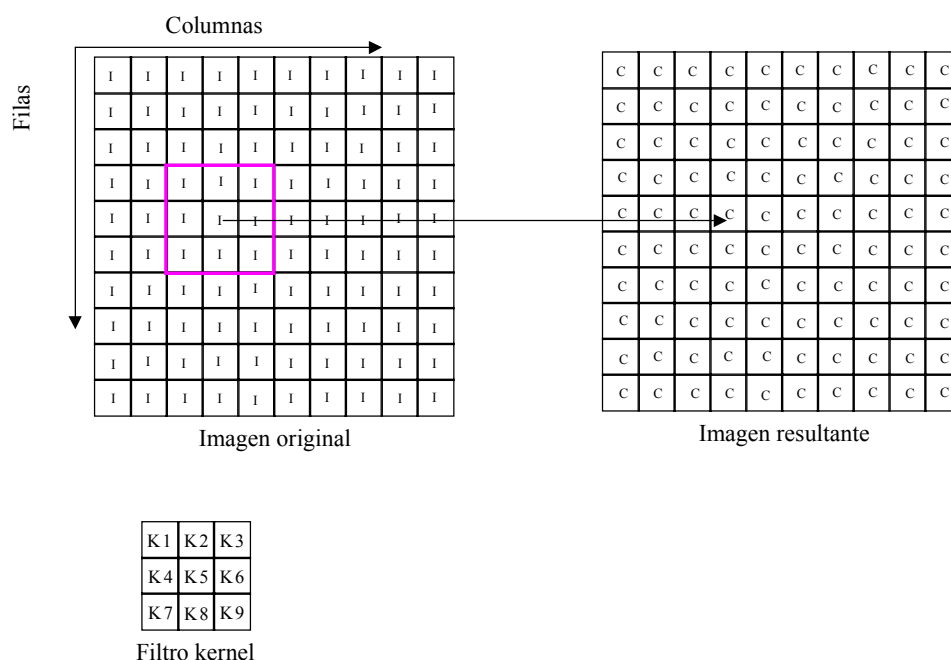 Columnas
Filas
I I I I I I I I I I
I I I I I I I I I I
I I I I I I I I I I
I I I I I I I I I I
I I I I I I I I I I
I I I I I I I I I I
I I I I I I I I I I
I I I I I I I I I I
I I I I I I I I I I
I I I I I I I I I I
Imagen original
C C C C C C C C C C
C C C C C C C C C C
C C C C C C C C C C
C C C C C C C C C C
C C C C C C C C C C
C C C C C C C C C C
C C C C C C C C C C
C C C C C C C C C C
C C C C C C C C C C
C C C C C C C C C C
Imagen resultante
K1 K2 K3
K4 K5 K6
K7 K8 K9
Filtro kernel